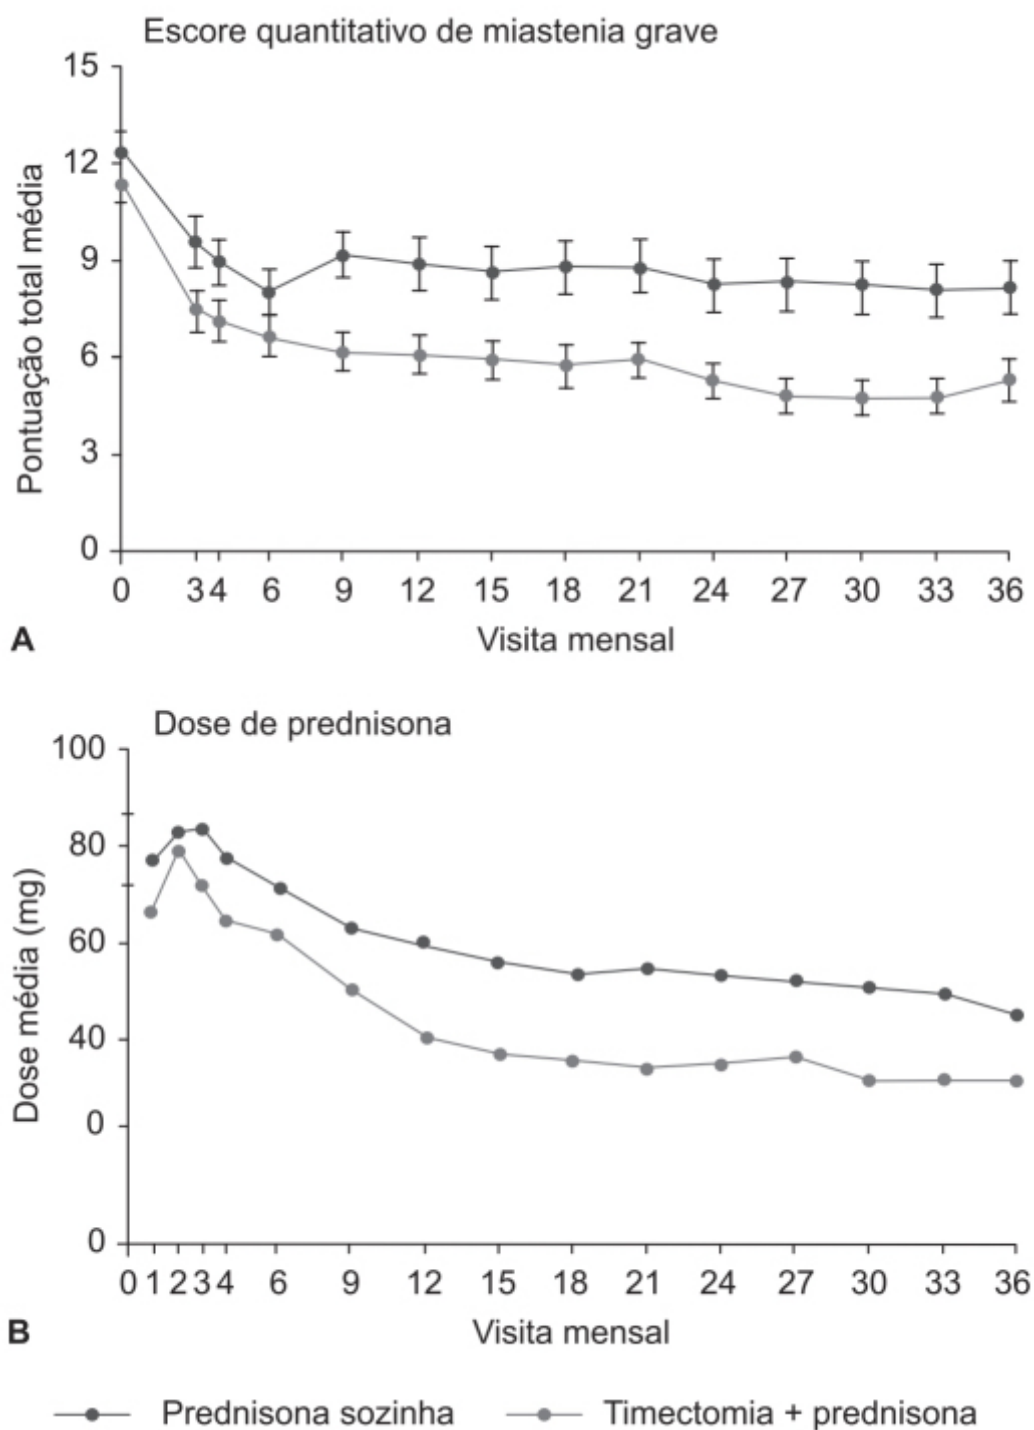 Escore quantitativo de miastenia grave
15
12
9
6
3
0
Pontuação total média
0 3 4 6 9 12 15 18 21 24 27 30 33 36
Visita mensal
A
Dose de prednisona
100
80
60
40
0
0
Dose média (mg)
0 1 2 3 4 6 9 12 15 18 21 24 27 30 33 36
Visita mensal
B
Prednisona sozinha
Timectomia + prednisona